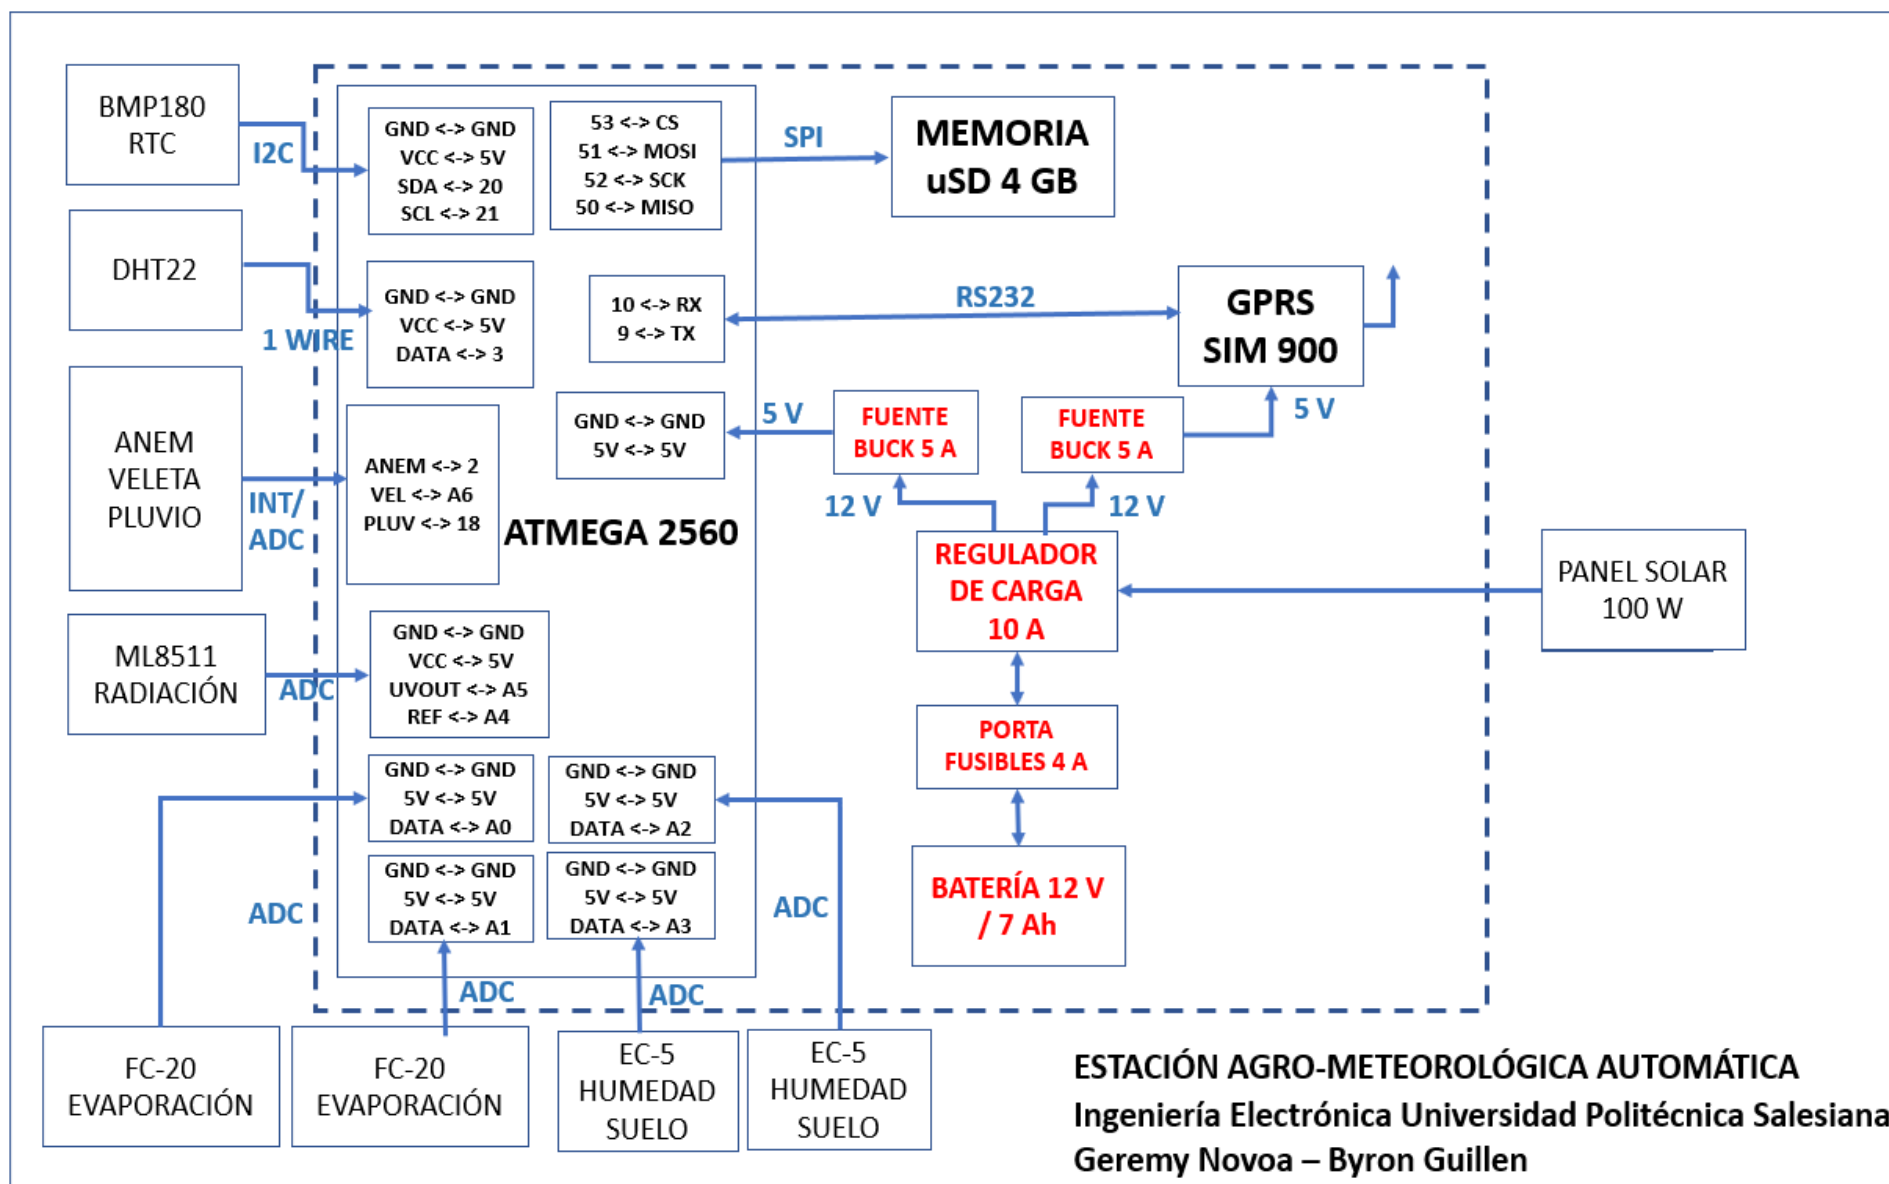 BMP180
RTC
I2C
GND <-> GND
VCC <-> 5V
SDA <-> 20
SCL <-> 21
53 <-> CS
51 <-> MOSI
52 <-> SCK
50 <-> MISO
SPI
MEMORIA
uSD 4 GB
DHT22
1 WIRE
GND <-> GND
VCC <-> 5V
DATA <-> 3
10 <-> RX
9 <-> TX
RS232
GPRS
SIM 900
ANEM
VELETA
PLUVIO
INT/
ADC
ANEM <-> 2
VEL <-> A6
PLUV <-> 18
ATMEGA 2560
GND <-> GND
5V <-> 5V
5 V
FUENTE
BUCK 5 A
FUENTE
BUCK 5 A
5 V
12 V
12 V
REGULADOR
DE CARGA
10 A
PANEL SOLAR
100 W
ML8511
RADIACIÓN
ADC
GND <-> GND
VCC <-> 5V
UVOUT <-> A5
REF <-> A4
PORTA
FUSIBLES 4 A
GND <-> GND
5V <-> 5V
DATA <-> A0
GND <-> GND
5V <-> 5V
DATA <-> A2
GND <-> GND
5V <-> 5V
DATA <-> A1
GND <-> GND
5V <-> 5V
DATA <-> A3
ADC
ADC
BATERÍA 12 V
/ 7 Ah
ADC
ADC
FC-20
EVAPORACIÓN
FC-20
EVAPORACIÓN
EC-5
HUMEDAD
SUELO
EC-5
HUMEDAD
SUELO
ESTACIÓN AGRO-METEOROLÓGICA AUTOMÁTICA
Ingeniería Electrónica Universidad Politécnica Salesiana
Geremy Novoa – Byron Guillen